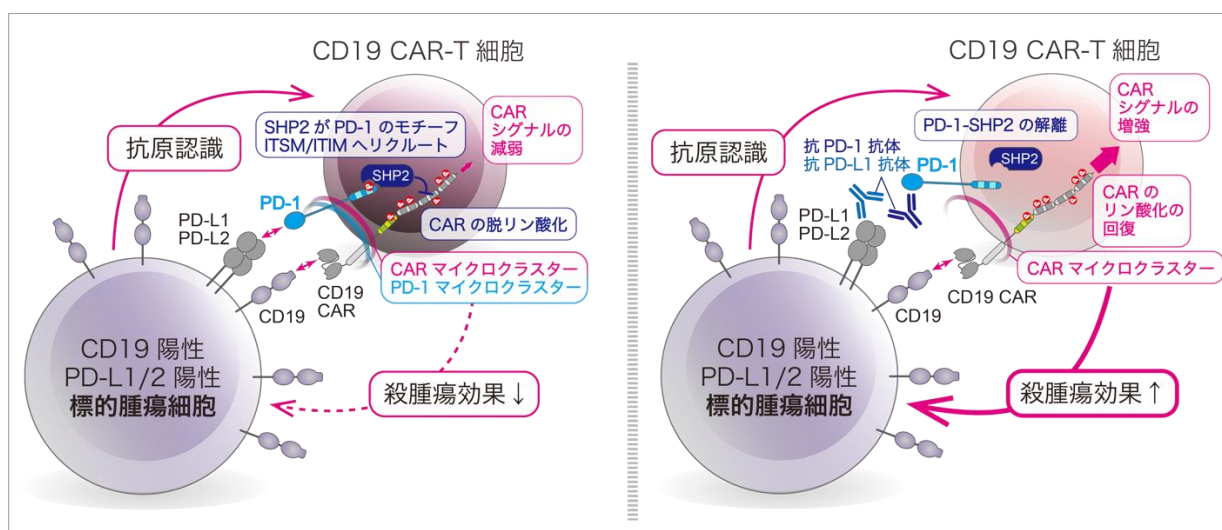 CD19 CAR-T 細胞
抗原認識
SHP2 が PD-1 のモチーフ
ITSM/ITIM へリクルート
CAR
シグナルの
減弱
SHP2
P
P
P
P
P
PD-1
CAR の脱リン酸化
PD-L1
PD-L2
CAR マイクロクラスター
PD-1 マイクロクラスター
CD19
CAR
CD19
CD19 陽性
PD-L1/2 陽性
標的腫瘍細胞
殺腫瘍効果↓
CD19 CAR-T 細胞
抗原認識
PD-1-SHP2 の解離
CAR
シグナルの
増強
抗 PD-1 抗体
抗 PD-L1 抗体
PD-1
SHP2
P
P
P
P
P
P
CAR の
リン酸化の
回復
PD-L1
PD-L2
CAR マイクロクラスター
CD19 CAR
CD19
CD19 陽性
PD-L1/2 陽性
標的腫瘍細胞
殺腫瘍効果↑